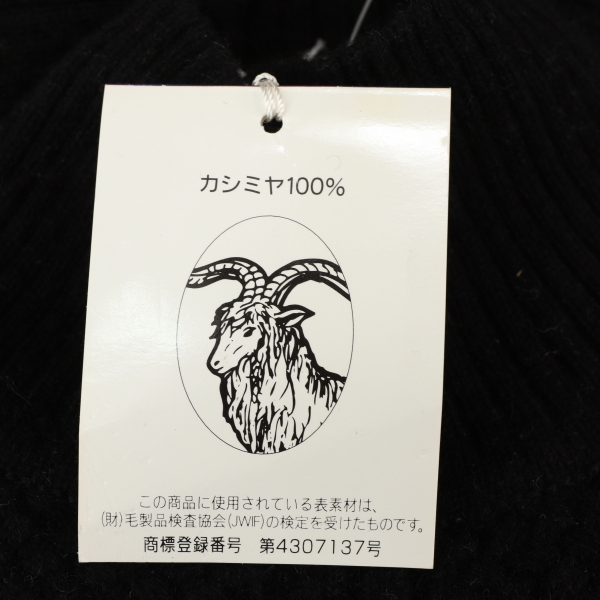 カシミヤ100%
この商品に使用されている表素材は、
(財)毛製品検査協会(JWIF)の検定を受けたものです。
商標登録番号 第4307137号